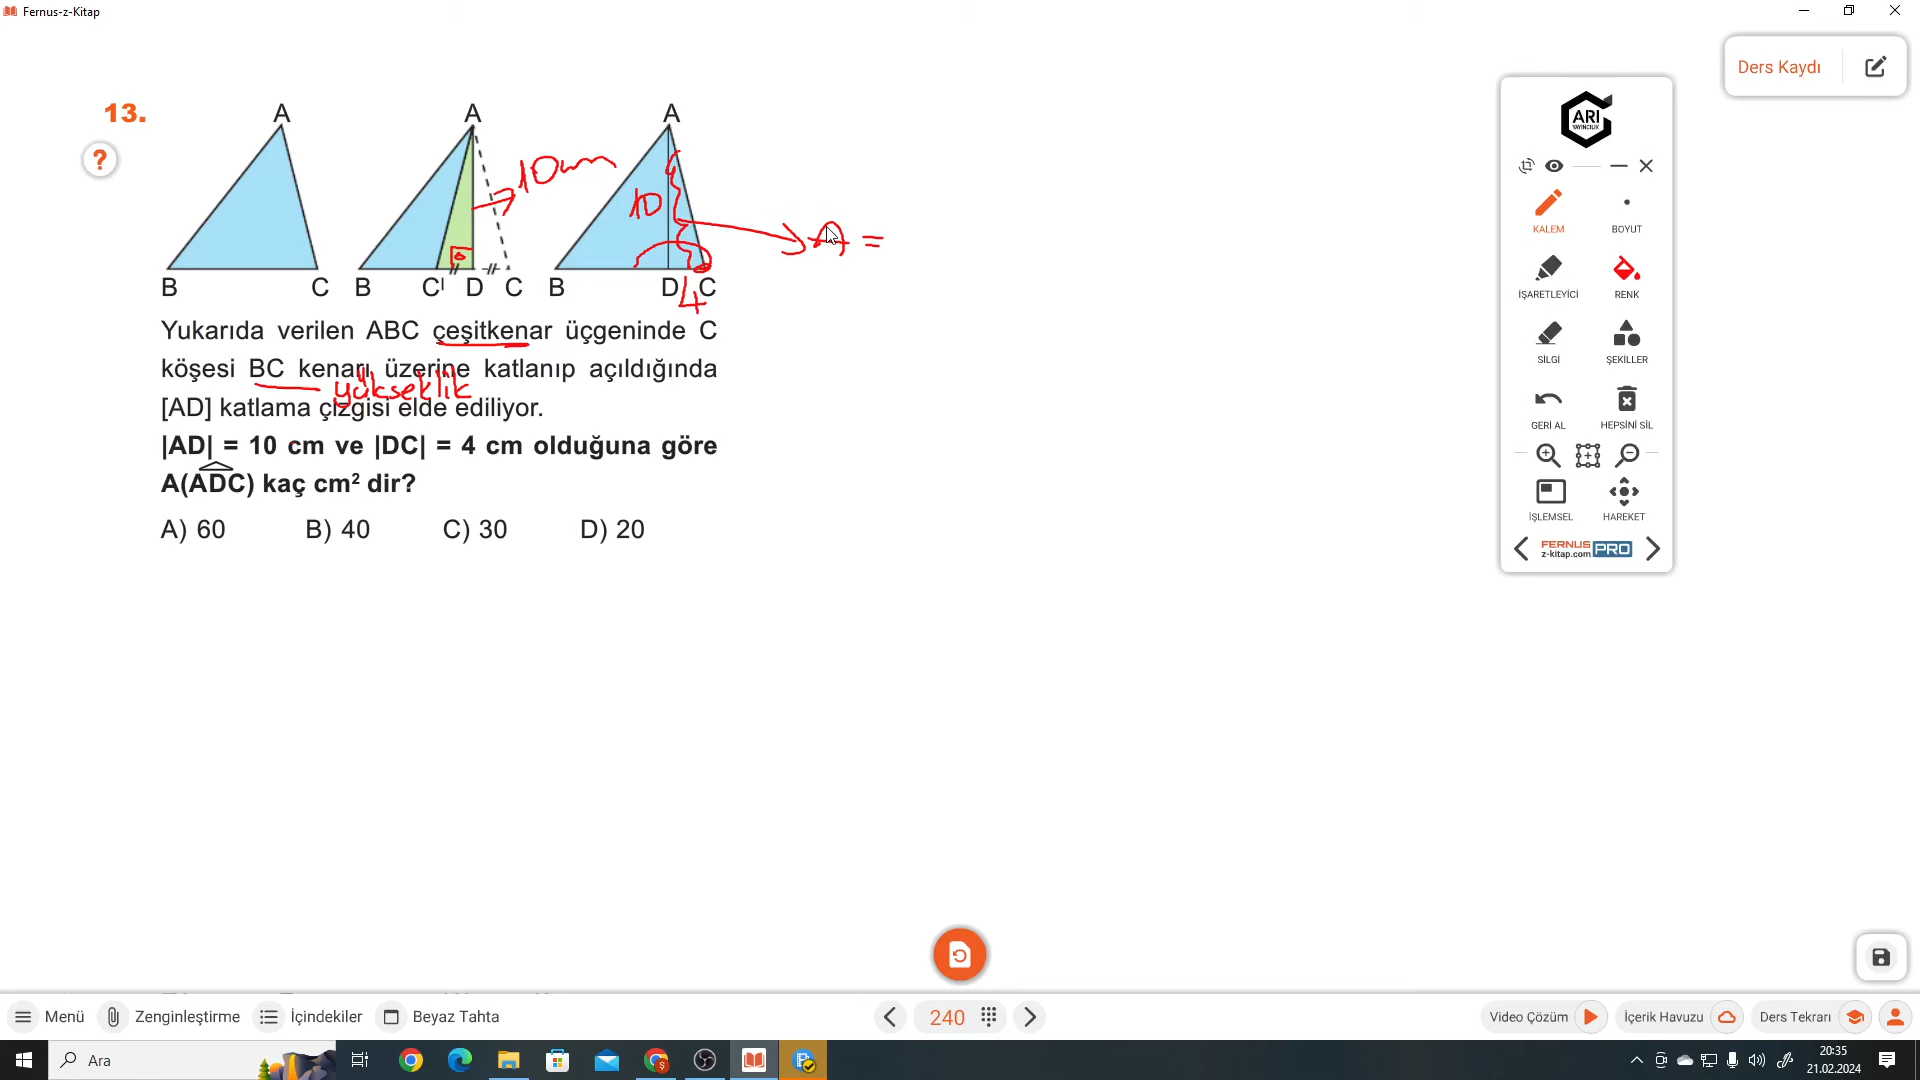 Fernus-z-Kitap
Ders Kaydı
13.
?
A A A
10cm
10
A =
B C B C' D C B D C
4
Yukarıda verilen ABC çeşitkenar üçgeninde C
köşesi BC kenarı üzerine katlanıp açıldığında
yükseklik
[AD] katlama çizgisi elde ediliyor.
|AD| = 10 cm ve |DC| = 4 cm olduğuna göre
A(ADC) kaç cm² dir?
A) 60 B) 40 C) 30 D) 20
ARI
YAYINCILIK
KALEM BOYUT
İŞARETLEYİCİ RENK
SİLGİ ŞEKİLLER
GERİ AL HEPSİNİ SİL
İŞLEMSEL HAREKET
FERNUS
z-kitap.com PRO
Menü Zenginleştirme İçindekiler Beyaz Tahta 240 Video Çözüm İçerik Havuzu Ders Tekrarı
Ara
20:35
21.02.2024